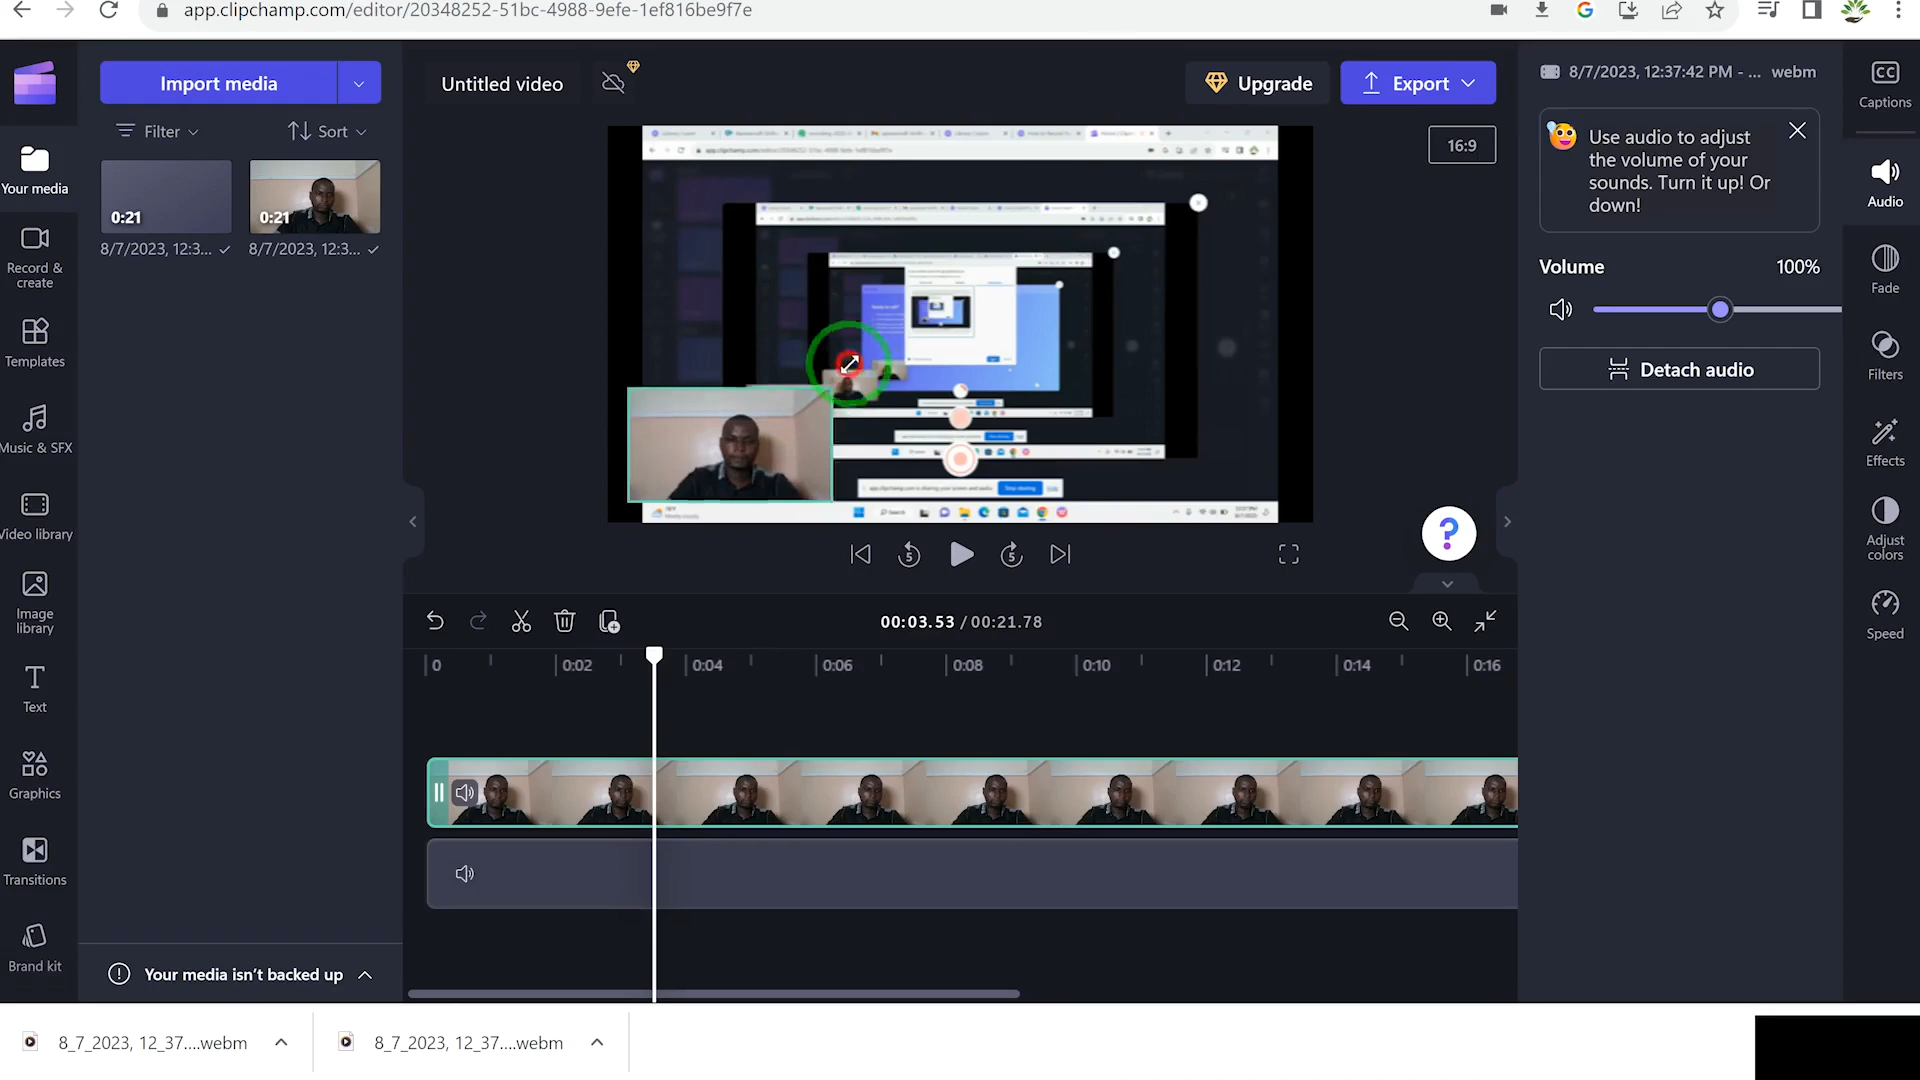 app.clipchamp.com/editor/20348252-51bc-4988-9efe-1ef816be9f7e
Import media
Filter
Sort
0:21
0:21
8/7/2023, 12:3...
8/7/2023, 12:3...
Your media
Record &
create
Templates
Music & SFX
Video library
Image
library
Text
Graphics
Transitions
Brand kit
Your media isn't backed up
Untitled video
Upgrade
Export
16:9
5
5
?
00:03.53 / 00:21.78
0
0:02
0:04
0:06
0:08
0:10
0:12
0:14
0:16
8/7/2023, 12:37:42 PM - ... webm
Use audio to adjust
the volume of your
sounds. Turn it up! Or
down!
Volume
100%
Detach audio
CC
Captions
Audio
Fade
Filters
Effects
Adjust
colors
Speed
8_7_2023, 12_37....webm
8_7_2023, 12_37....webm